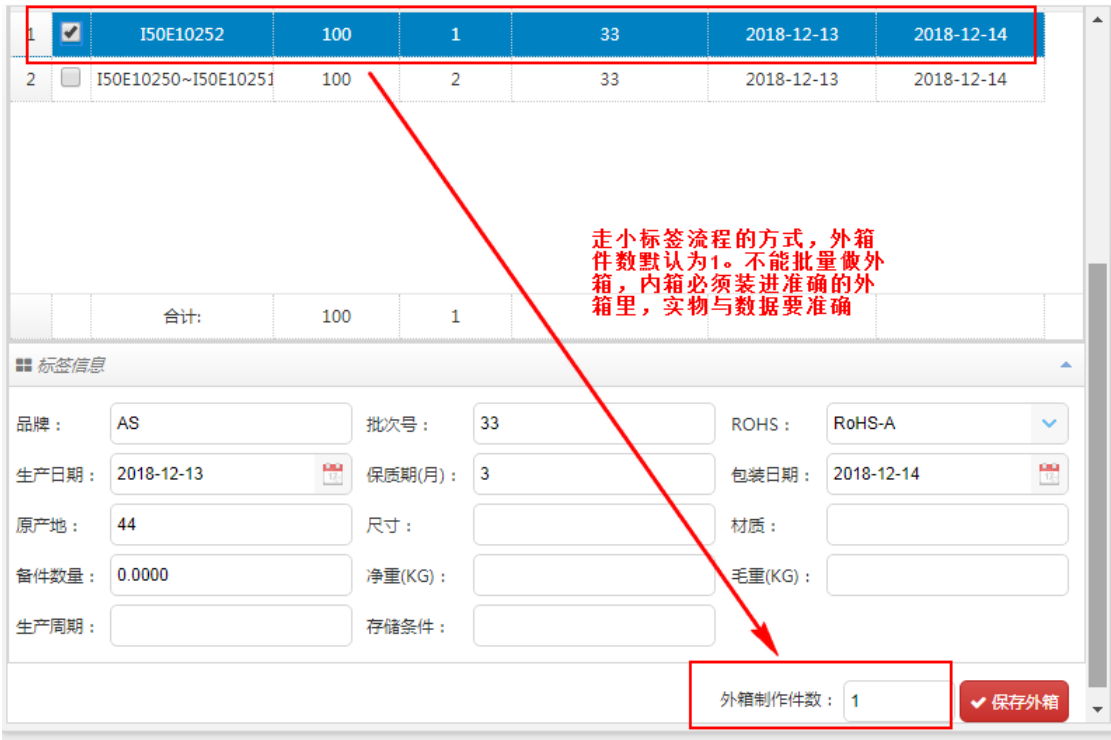 1 I50E10252 100 1 33 2018-12-13 2018-12-14
2 I50E10250~I50E10251 100 2 33 2018-12-13 2018-12-14
走小标签流程的方式，外箱
件数默认为1。不能批量做外
箱，内箱必须装进准确的外
箱里，实物与数据要准确
合计: 100 1
标签信息
品牌： AS 批次号： 33 ROHS： RoHS-A
生产日期： 2018-12-13 保质期(月)： 3 包装日期： 2018-12-14
原产地： 44 尺寸： 材质：
备件数量： 0.0000 净重(KG)： 毛重(KG)：
生产周期： 存储条件：
外箱制作件数： 1 保存外箱